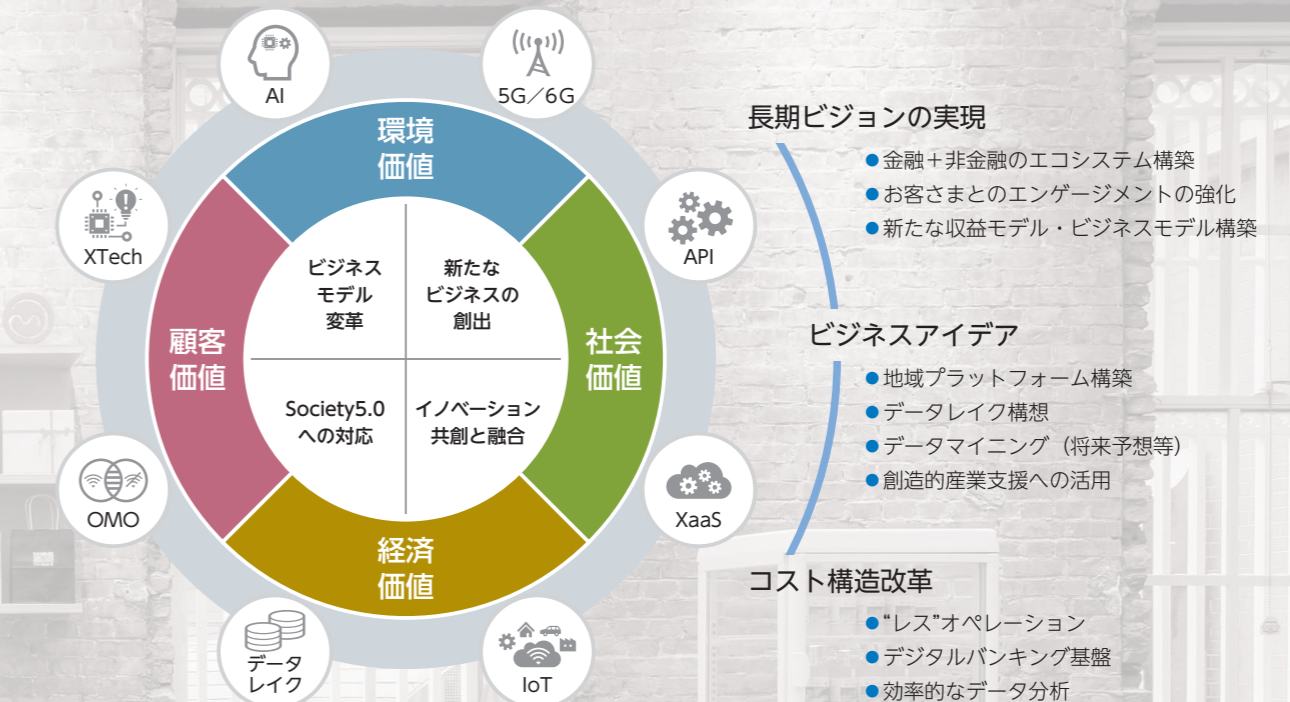 AI
5G／6G
XTech
API
OMO
XaaS
データ
レイク
IoT
環境
価値
顧客
価値
社会
価値
経済
価値
ビジネス
モデル
変革
新たな
ビジネスの
創出
Society5.0
への対応
イノベーション
共創と融合
長期ビジョンの実現
●金融＋非金融のエコシステム構築
●お客さまとのエンゲージメントの強化
●新たな収益モデル・ビジネスモデル構築
ビジネスアイデア
●地域プラットフォーム構築
●データレイク構想
●データマイニング（将来予想等）
●創造的産業支援への活用
コスト構造改革
●“レス”オペレーション
●デジタルバンキング基盤
●効率的なデータ分析